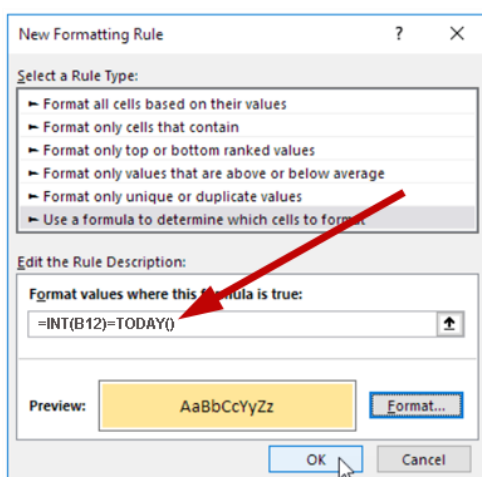 New Formatting Rule ? ×
Select a Rule Type:
► Format all cells based on their values
► Format only cells that contain
► Format only top or bottom ranked values
► Format only values that are above or below average
► Format only unique or duplicate values
► Use a formula to determine which cells to format
Edit the Rule Description:
Format values where this formula is true:
=INT(B12)=TODAY()
Preview: AaBbCcYyZz Format...
OK Cancel